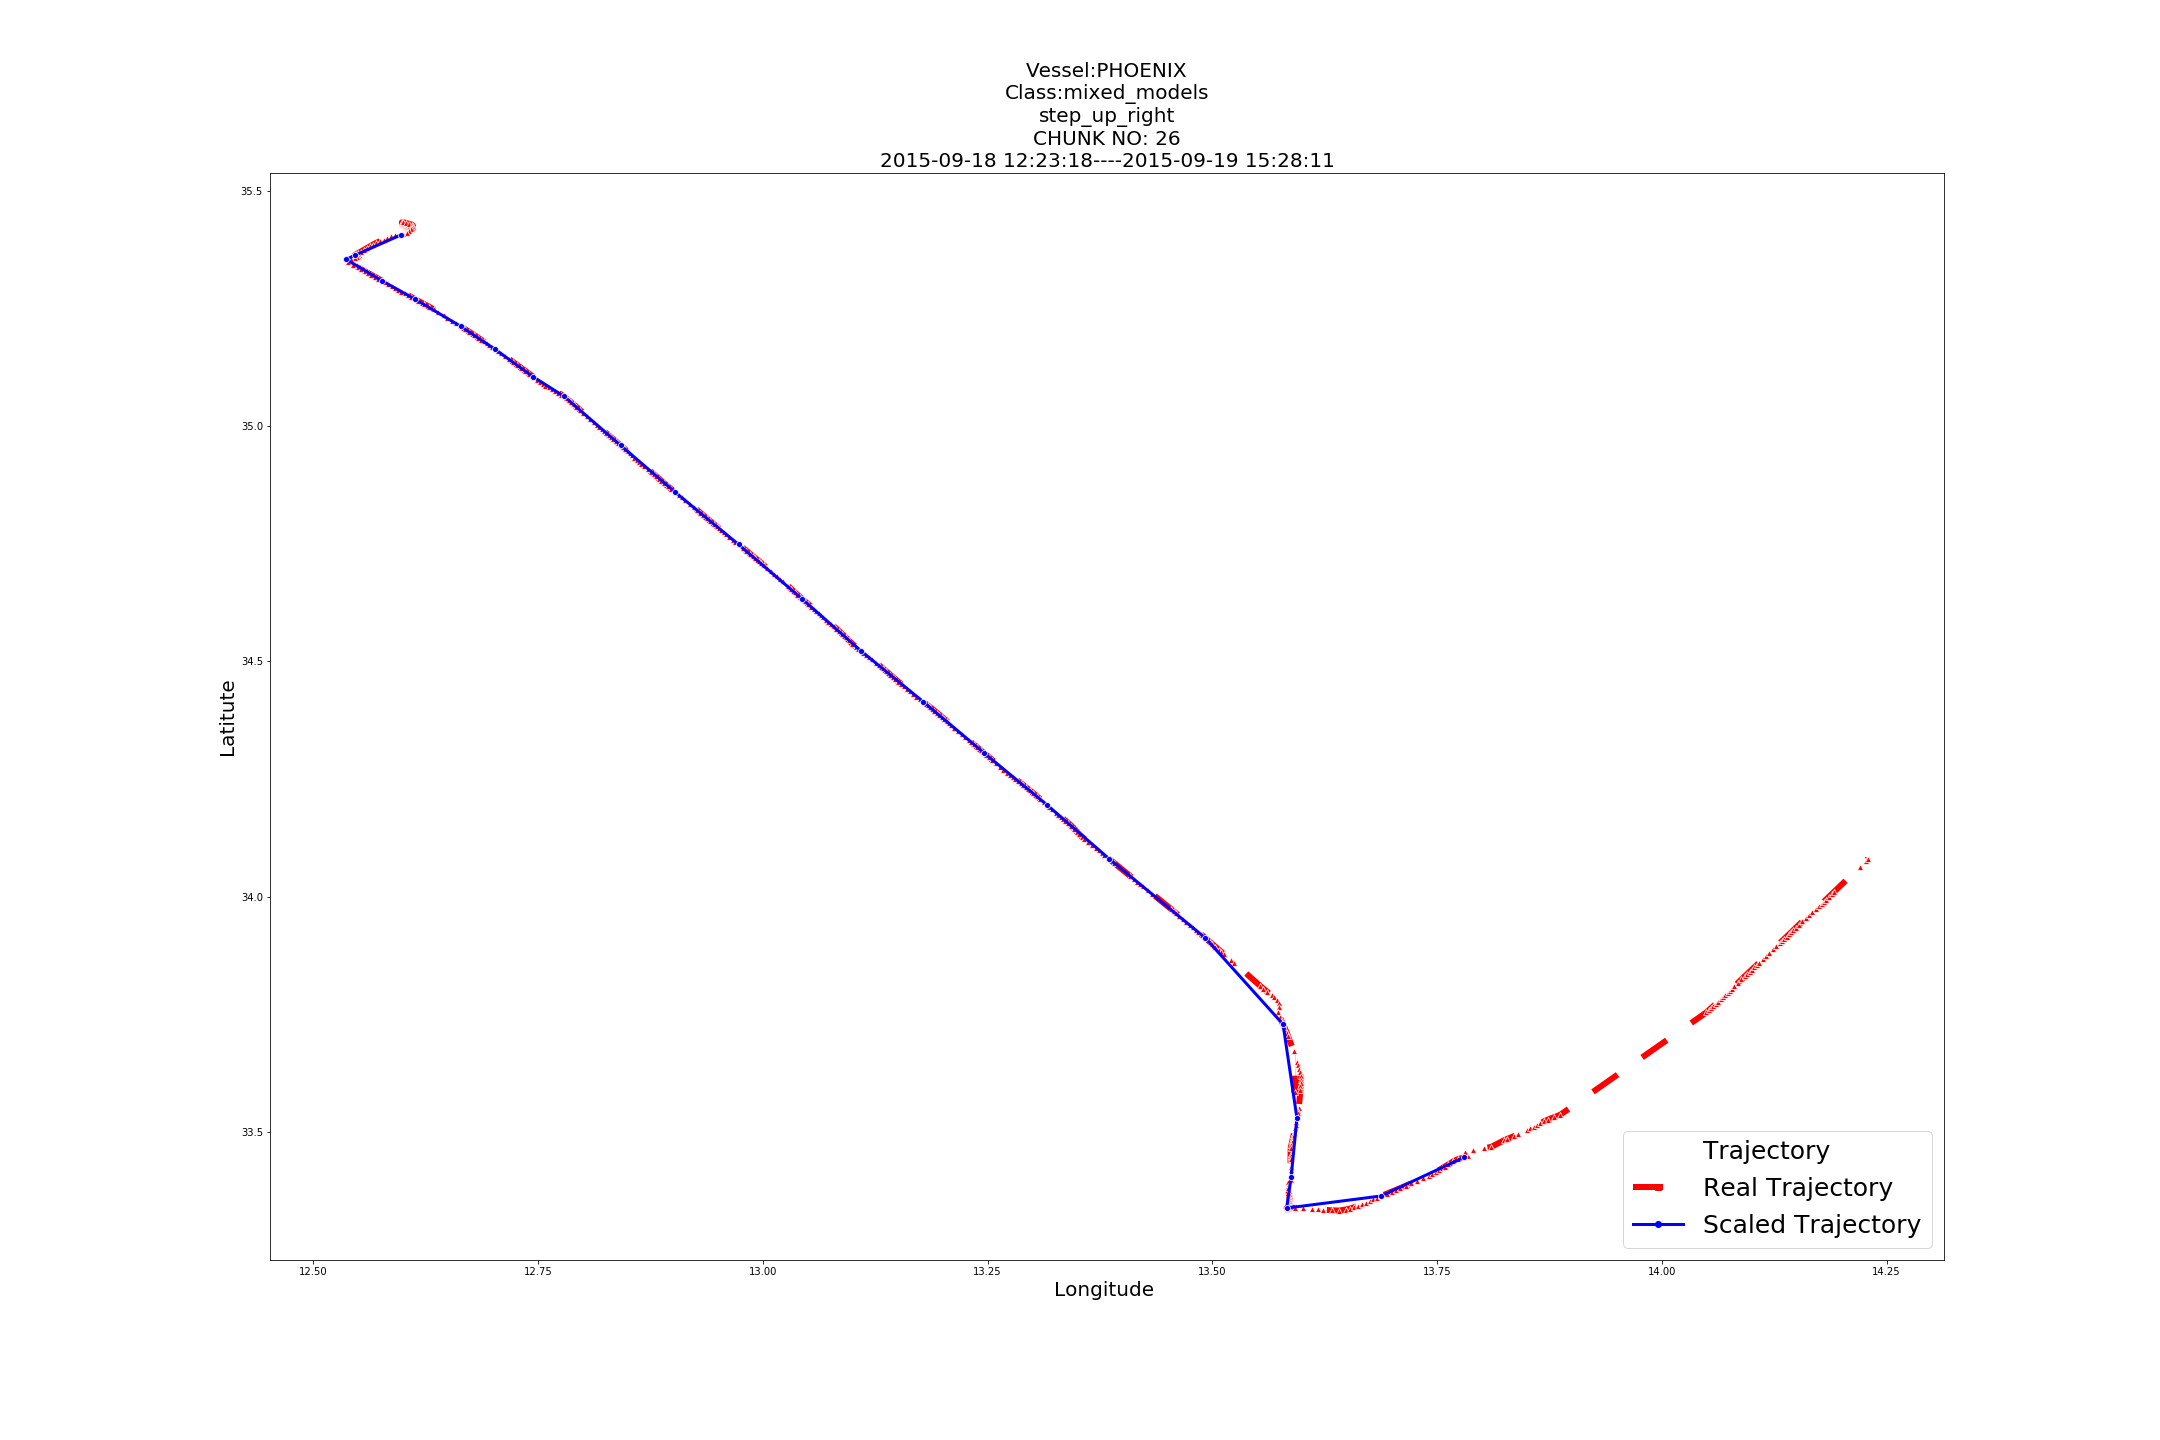 Vessel:PHOENIX
Class:mixed_models
step_up_right
CHUNK NO: 26
2015-09-18 12:23:18----2015-09-19 15:28:11
35.5
35.0
34.5
34.0
33.5
Latitute
12.50
12.75
13.00
13.25
13.50
13.75
14.00
14.25
Longitude
Trajectory
Real Trajectory
Scaled Trajectory